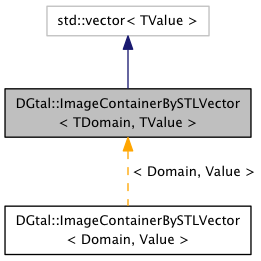 std::vector< TValue >
DGtal::ImageContainerBySTLVector
< TDomain, TValue >
< Domain, Value >
DGtal::ImageContainerBySTLVector
< Domain, Value >